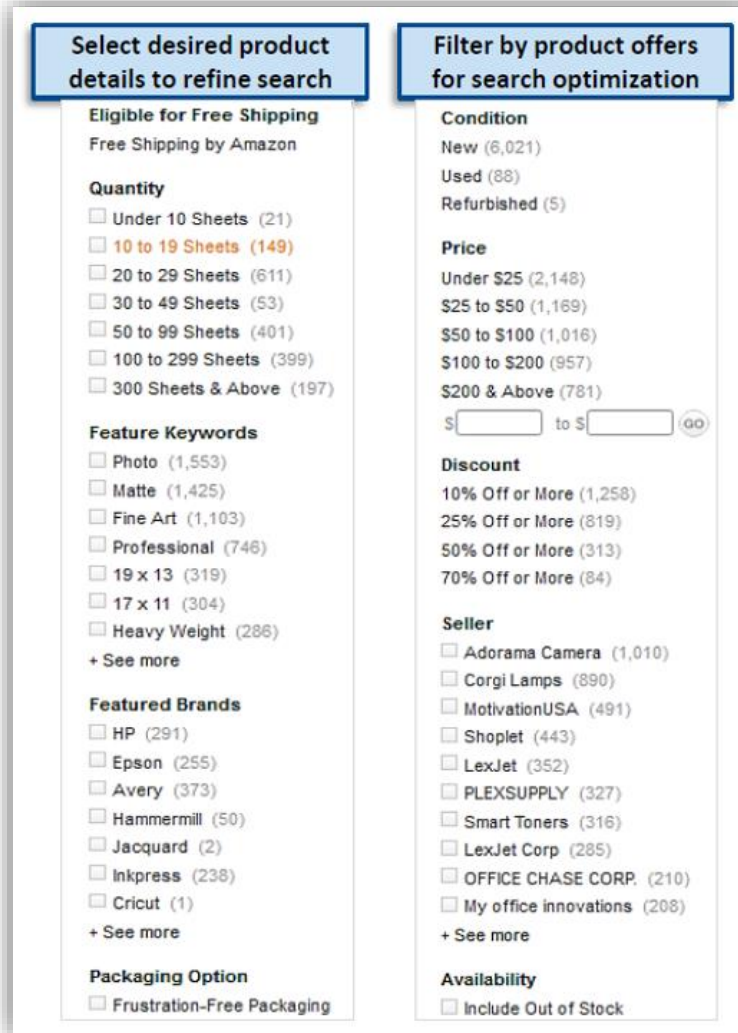 Select desired product
details to refine search
Eligible for Free Shipping
Free Shipping by Amazon
Quantity
Under 10 Sheets (21)
10 to 19 Sheets (149)
20 to 29 Sheets (611)
30 to 49 Sheets (53)
50 to 99 Sheets (401)
100 to 299 Sheets (399)
300 Sheets & Above (197)
Feature Keywords
Photo (1,553)
Matte (1,425)
Fine Art (1,103)
Professional (746)
19 x 13 (319)
17 x 11 (304)
Heavy Weight (286)
+ See more
Featured Brands
HP (291)
Epson (255)
Avery (373)
Hammermill (50)
Jacquard (2)
Inkpress (238)
Cricut (1)
+ See more
Packaging Option
Frustration-Free Packaging
Filter by product offers
for search optimization
Condition
New (6,021)
Used (88)
Refurbished (5)
Price
Under $25 (2,148)
$25 to $50 (1,169)
$50 to $100 (1,016)
$100 to $200 (957)
$200 & Above (781)
$ to $ GO
Discount
10% Off or More (1,258)
25% Off or More (819)
50% Off or More (313)
70% Off or More (84)
Seller
Adorama Camera (1,010)
Corgi Lamps (890)
MotivationUSA (491)
Shoplet (443)
LexJet (352)
PLEXSUPPLY (327)
Smart Toners (316)
LexJet Corp (285)
OFFICE CHASE CORP. (210)
My office innovations (208)
+ See more
Availability
Include Out of Stock